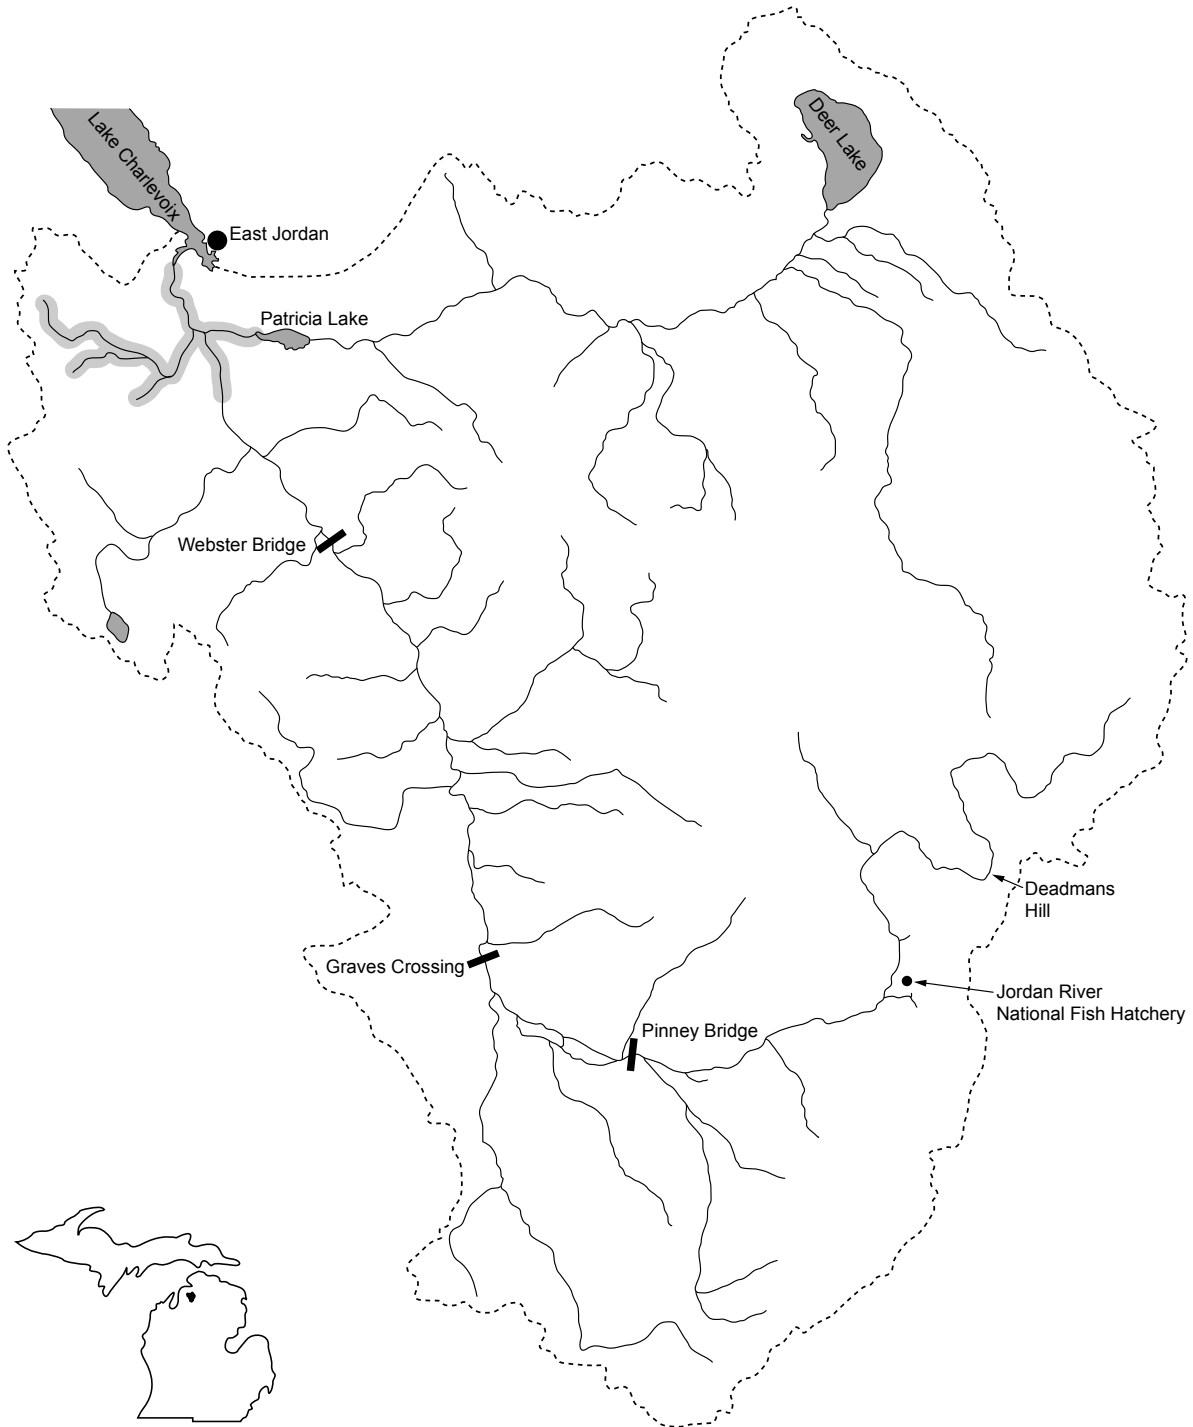 Deer Lake
Lake Charlevoix
East Jordan
Patricia Lake
Webster Bridge
Deadmans
Hill
Graves Crossing
Jordan River
National Fish Hatchery
Pinney Bridge